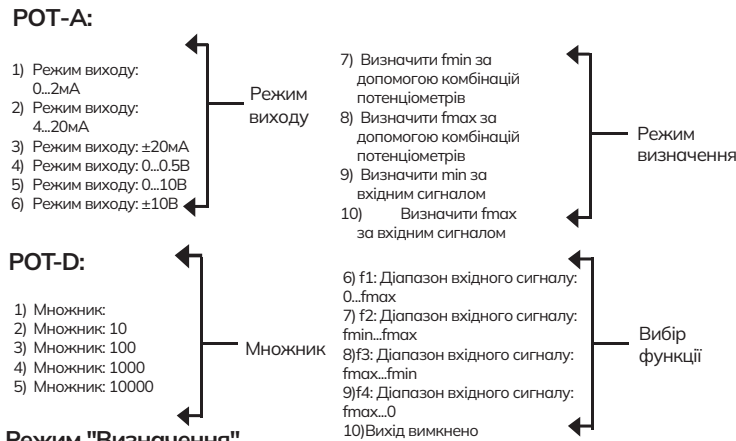 POT-A:
1) Режим виходу:
0...2мА
2) Режим виходу:
4...20мА
3) Режим виходу: ±20мА
4) Режим виходу: 0...0.5В
5) Режим виходу: 0...10В
6) Режим виходу: ±10В
Режим
виходу
7) Визначити fmin за
допомогою комбінацій
потенціометрів
8) Визначити fmax за
допомогою комбінацій
потенціометрів
9) Визначити min за
вхідним сигналом
10) Визначити fmax
за вхідним сигналом
Режим
визначення
POT-D:
1) Множник:
2) Множник: 10
3) Множник: 100
4) Множник: 1000
5) Множник: 10000
Множник
6) f1: Діапазон вхідного сигналу:
0...fmax
7) f2: Діапазон вхідного сигналу:
fmin...fmax
8)f3: Діапазон вхідного сигналу:
fmax...fmin
9)f4: Діапазон вхідного сигналу:
fmax...0
10)Вихід вимкнено
Вибір
функції
Режим "Визначення"